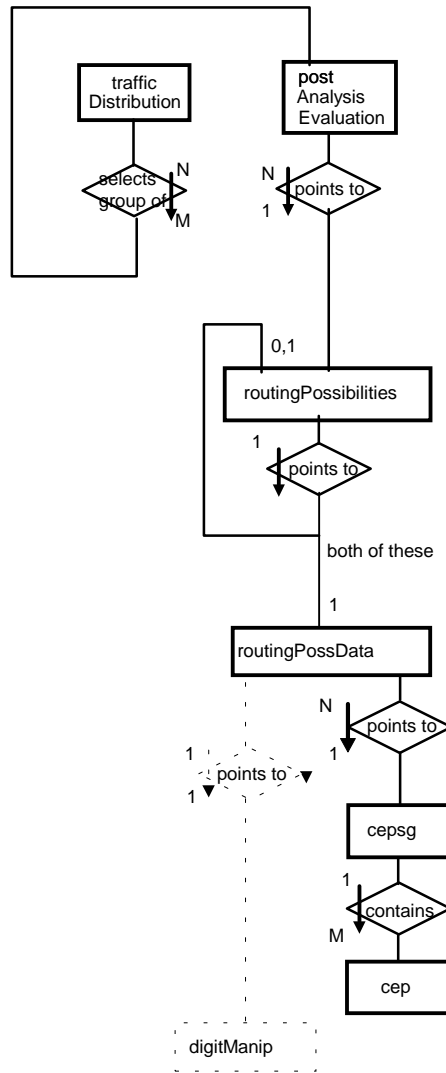 traffic
Distribution
post
Analysis
Evaluation
selects
group of
N
M
N
1
points to
0,1
routingPossibilities
1
points to
both of these
1
routingPossData
N
1
points to
1
1
points to
cepsg
1
M
contains
cep
digitManip